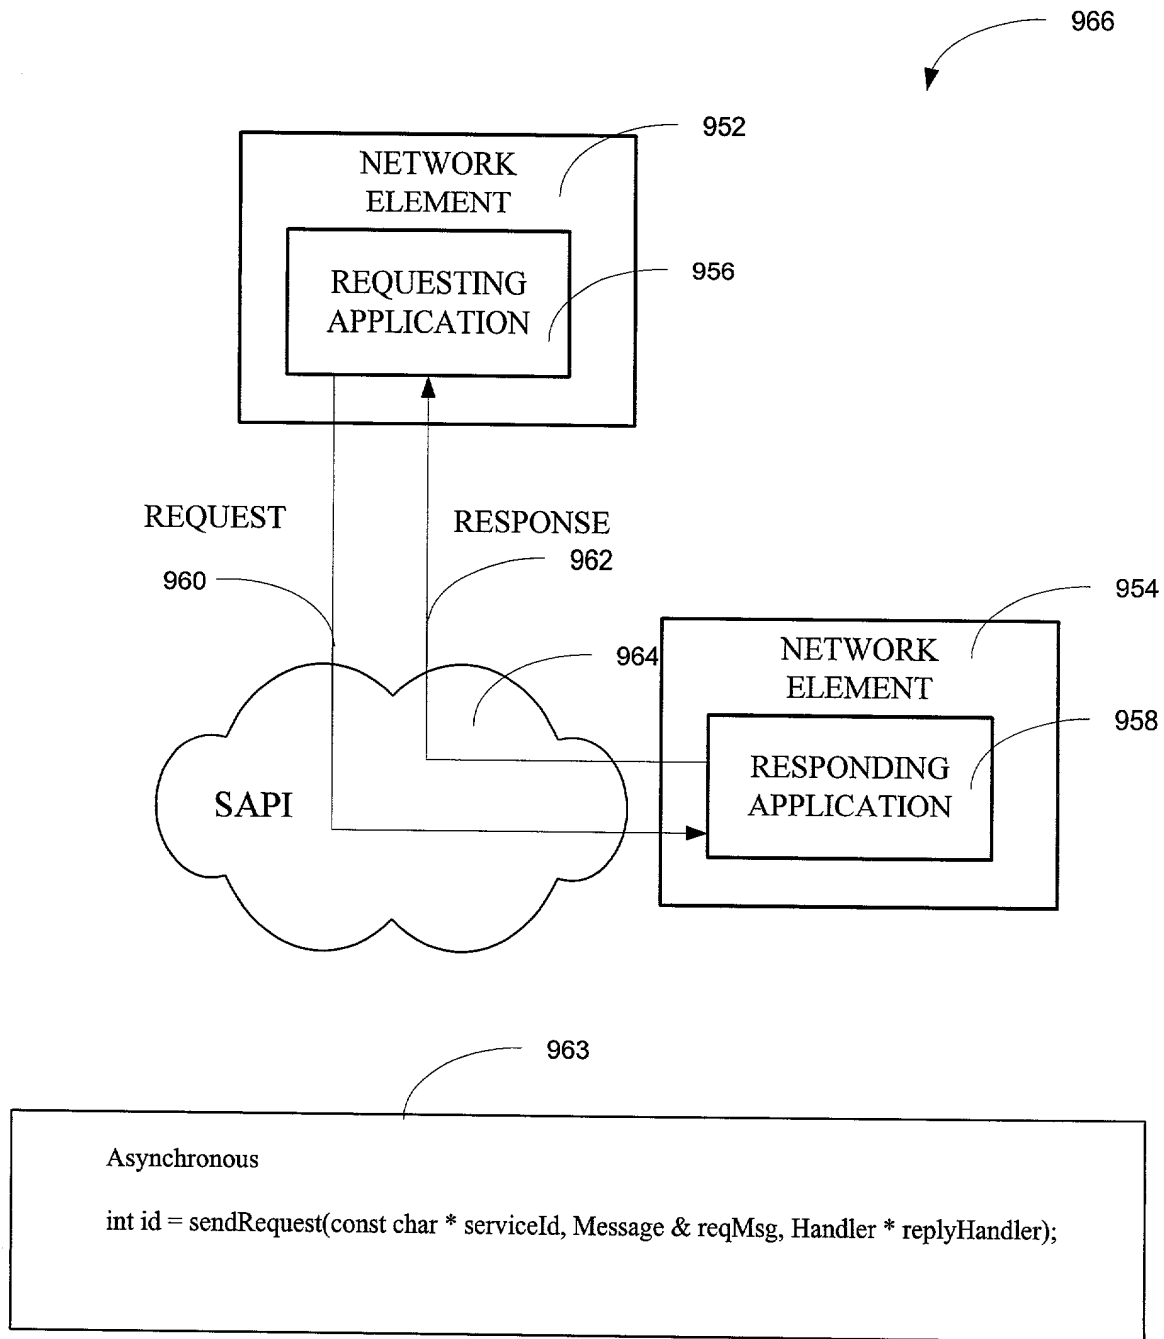 966
952
NETWORK
ELEMENT
956
REQUESTING
APPLICATION
REQUEST
RESPONSE
962
960
954
NETWORK
ELEMENT
964
958
RESPONDING
APPLICATION
SAPI
963
Asynchronous
int id = sendRequest(const char * serviceId, Message & reqMsg, Handler * replyHandler);